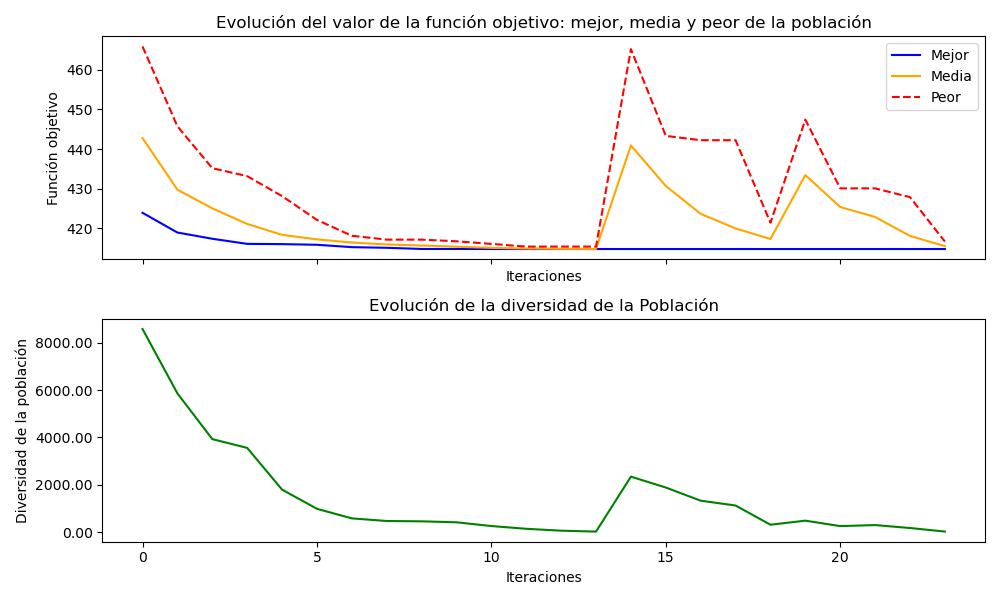 Evolución del valor de la función objetivo: mejor, media y peor de la población
Mejor
Media
Peor
Función objetivo
460
450
440
430
420
Iteraciones
Evolución de la diversidad de la Población
Diversidad de la población
8000.00
6000.00
4000.00
2000.00
0.00
0 5 10 15 20
Iteraciones